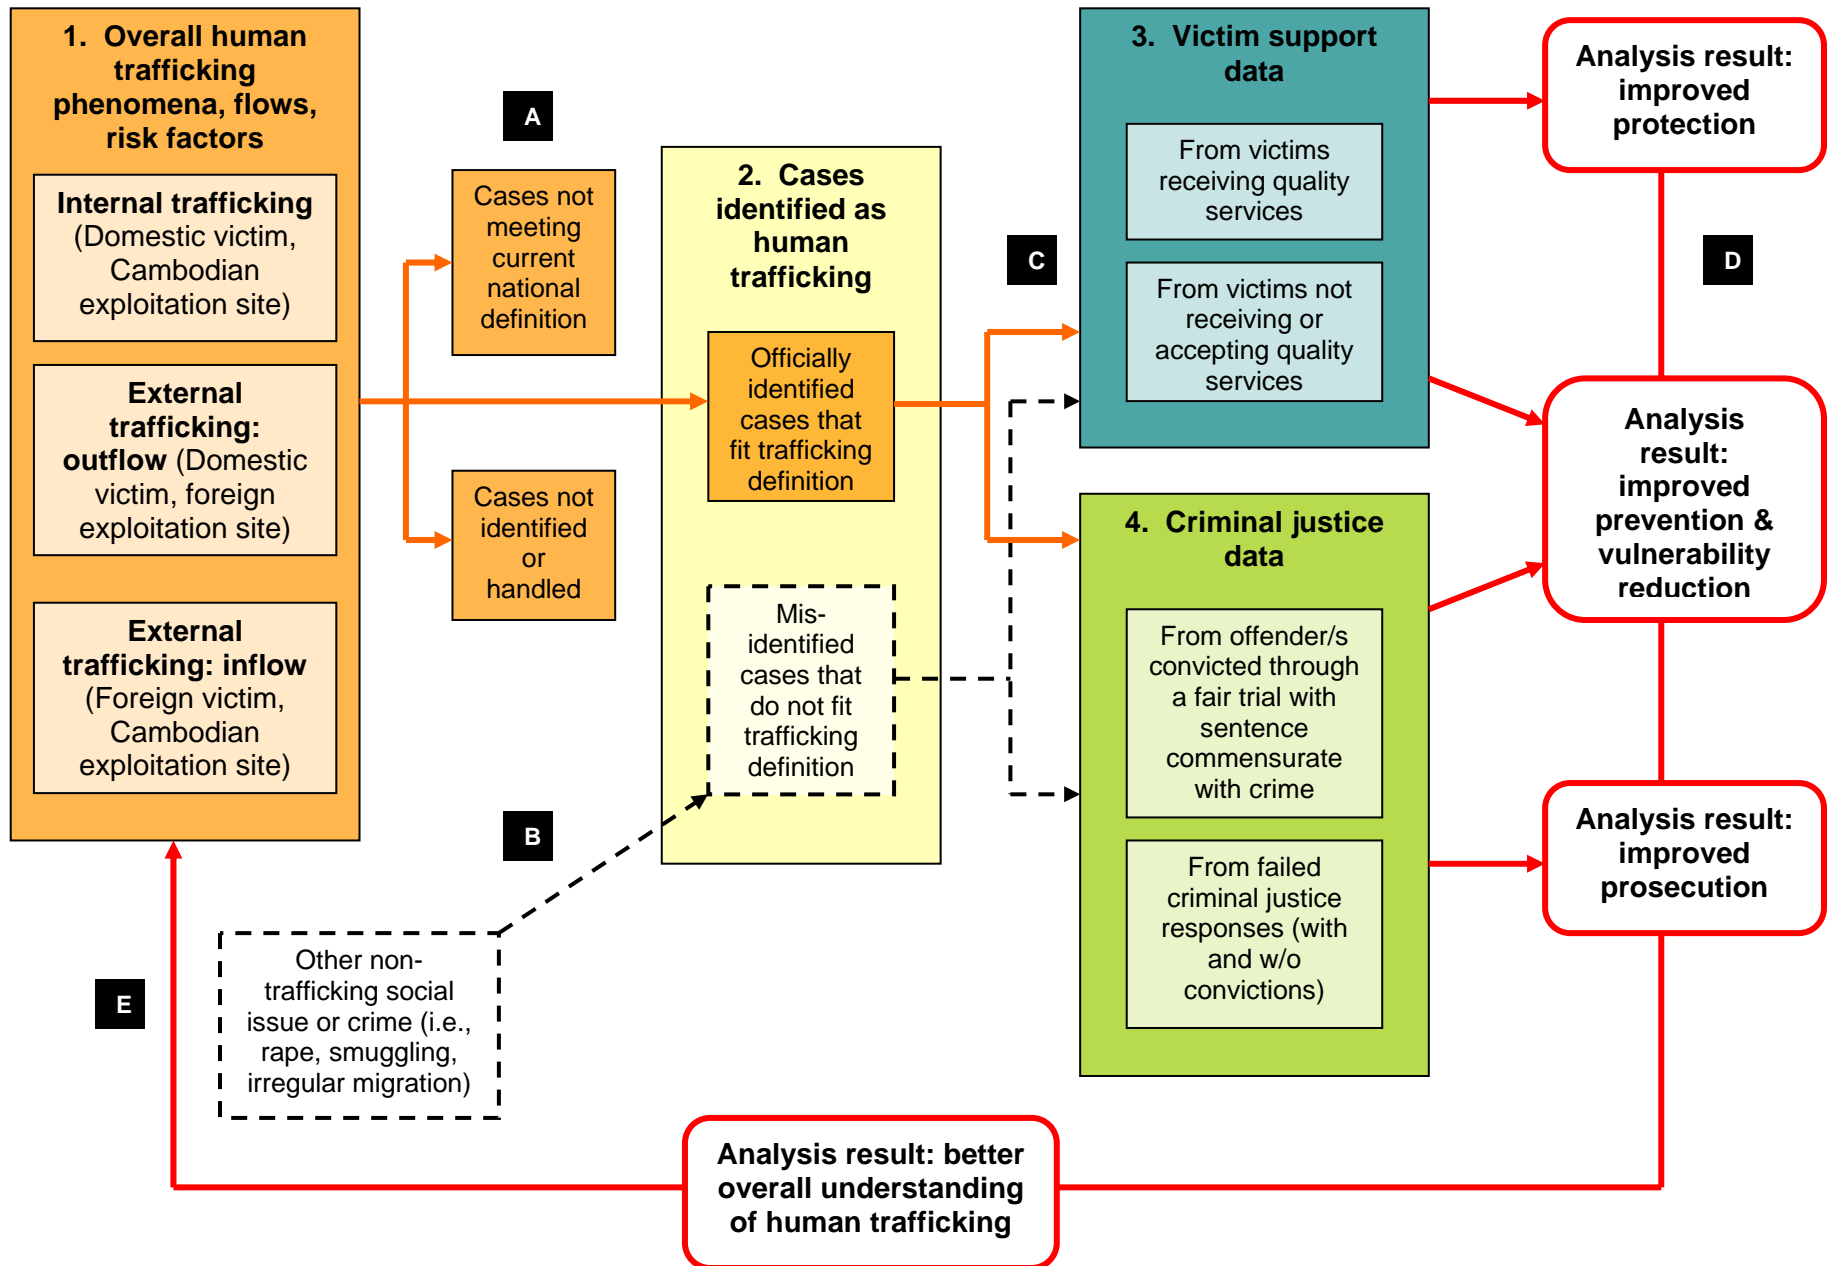 1. Overall human
trafficking
phenomena, flows,
risk factors
Internal trafficking
(Domestic victim,
Cambodian
exploitation site)
External
trafficking:
outflow (Domestic
victim, foreign
exploitation site)
External
trafficking: inflow
(Foreign victim,
Cambodian
exploitation site)
A
Cases not
meeting
current
national
definition
Cases not
identified
or
handled
B
Other non-
trafficking social
issue or crime (i.e.,
rape, smuggling,
irregular migration)
E
2. Cases
identified as
human
trafficking
Officially
identified
cases that
fit trafficking
definition
Mis-
identified
cases that
do not fit
trafficking
definition
C
3. Victim support
data
From victims
receiving quality
services
From victims not
receiving or
accepting quality
services
4. Criminal justice
data
From offender/s
convicted through
a fair trial with
sentence
commensurate
with crime
From failed
criminal justice
responses (with
and w/o
convictions)
Analysis result:
improved
protection
D
Analysis
result:
improved
prevention &
vulnerability
reduction
Analysis result:
improved
prosecution
Analysis result: better
overall understanding
of human trafficking